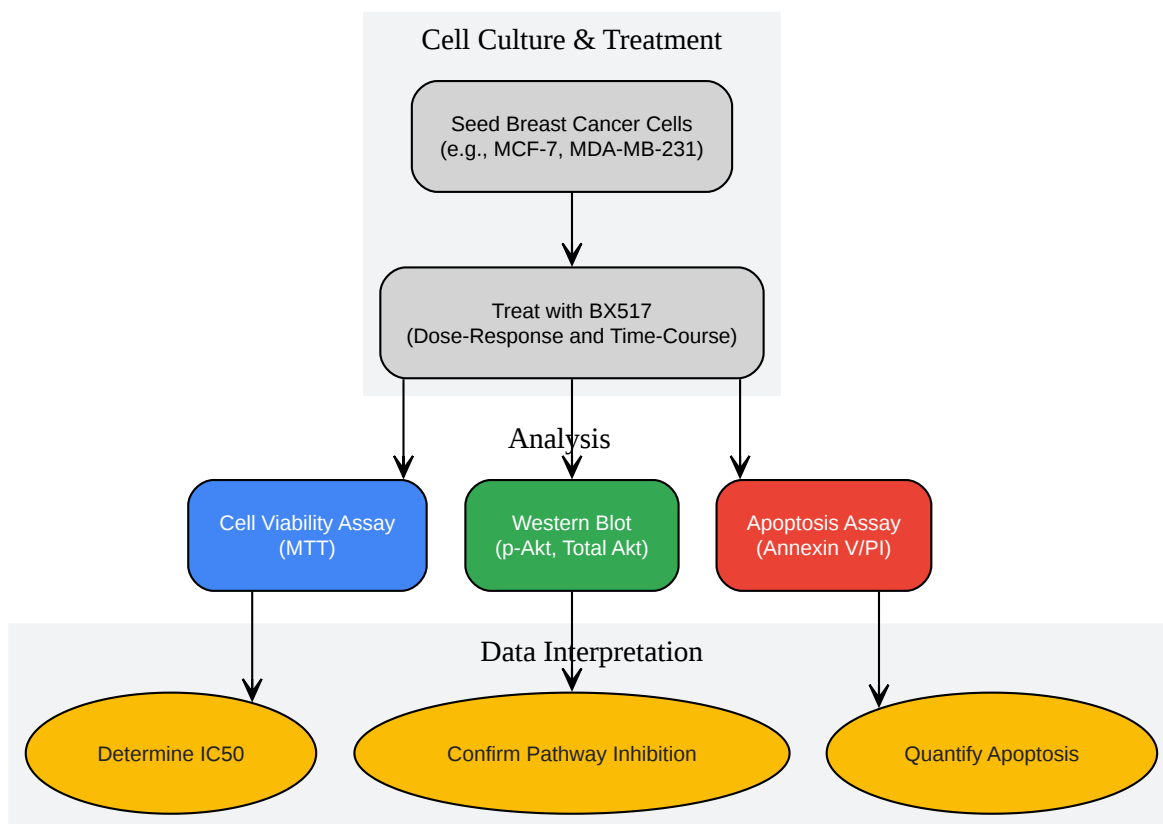 Cell Culture & Treatment
Seed Breast Cancer Cells
(e.g., MCF-7, MDA-MB-231)
Treat with BX517
(Dose-Response and Time-Course)
Analysis
Cell Viability Assay
(MTT)
Western Blot
(p-Akt, Total Akt)
Apoptosis Assay
(Annexin V/PI)
Data Interpretation
Determine IC50
Confirm Pathway Inhibition
Quantify Apoptosis